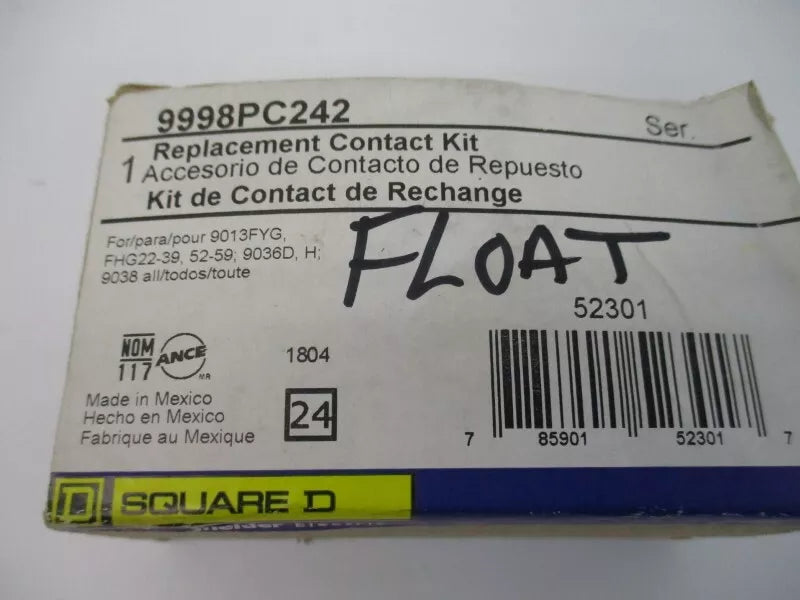 9998PC242
Ser.
1 Replacement Contact Kit
Accesorio de Contacto de Repuesto
Kit de Contact de Rechange
For/para/pour 9013FYG,
FHG22-39, 52-59; 9036D, H;
9038 all/todos/toute
FLOAT
52301
NOM
117
ANCE
MR
1804
24
Made in Mexico
Hecho en Mexico
Fabrique au Mexique
7 85901 52301 7
D SQUARE D